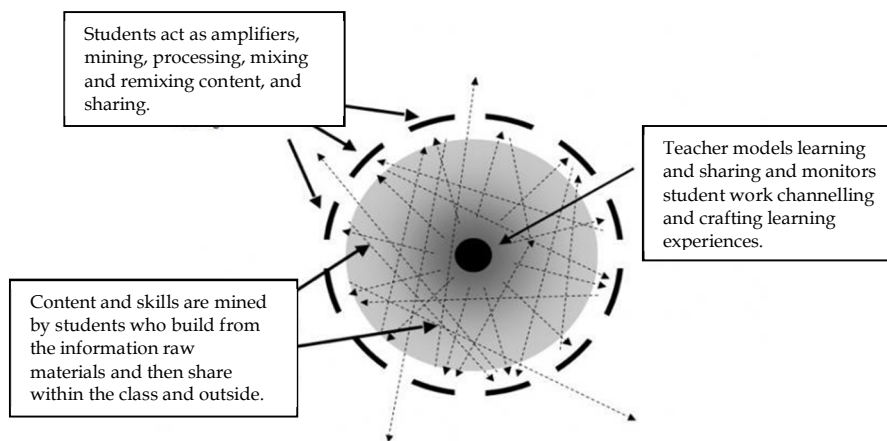 Students act as amplifiers,
mining, processing, mixing
and remixing content, and
sharing.
Teacher models learning
and sharing and monitors
student work channelling
and crafting learning
experiences.
Content and skills are mined
by students who build from
the information raw
materials and then share
within the class and outside.